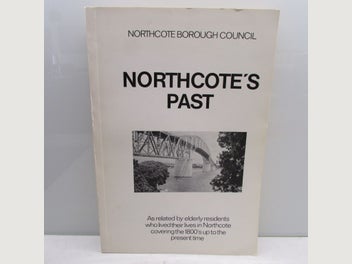 NORTHCOTE BOROUGH COUNCIL
NORTHCOTE'S
PAST
As related by elderly residents
who lived their lives in Northcote
covering the 1800's up to the
present time